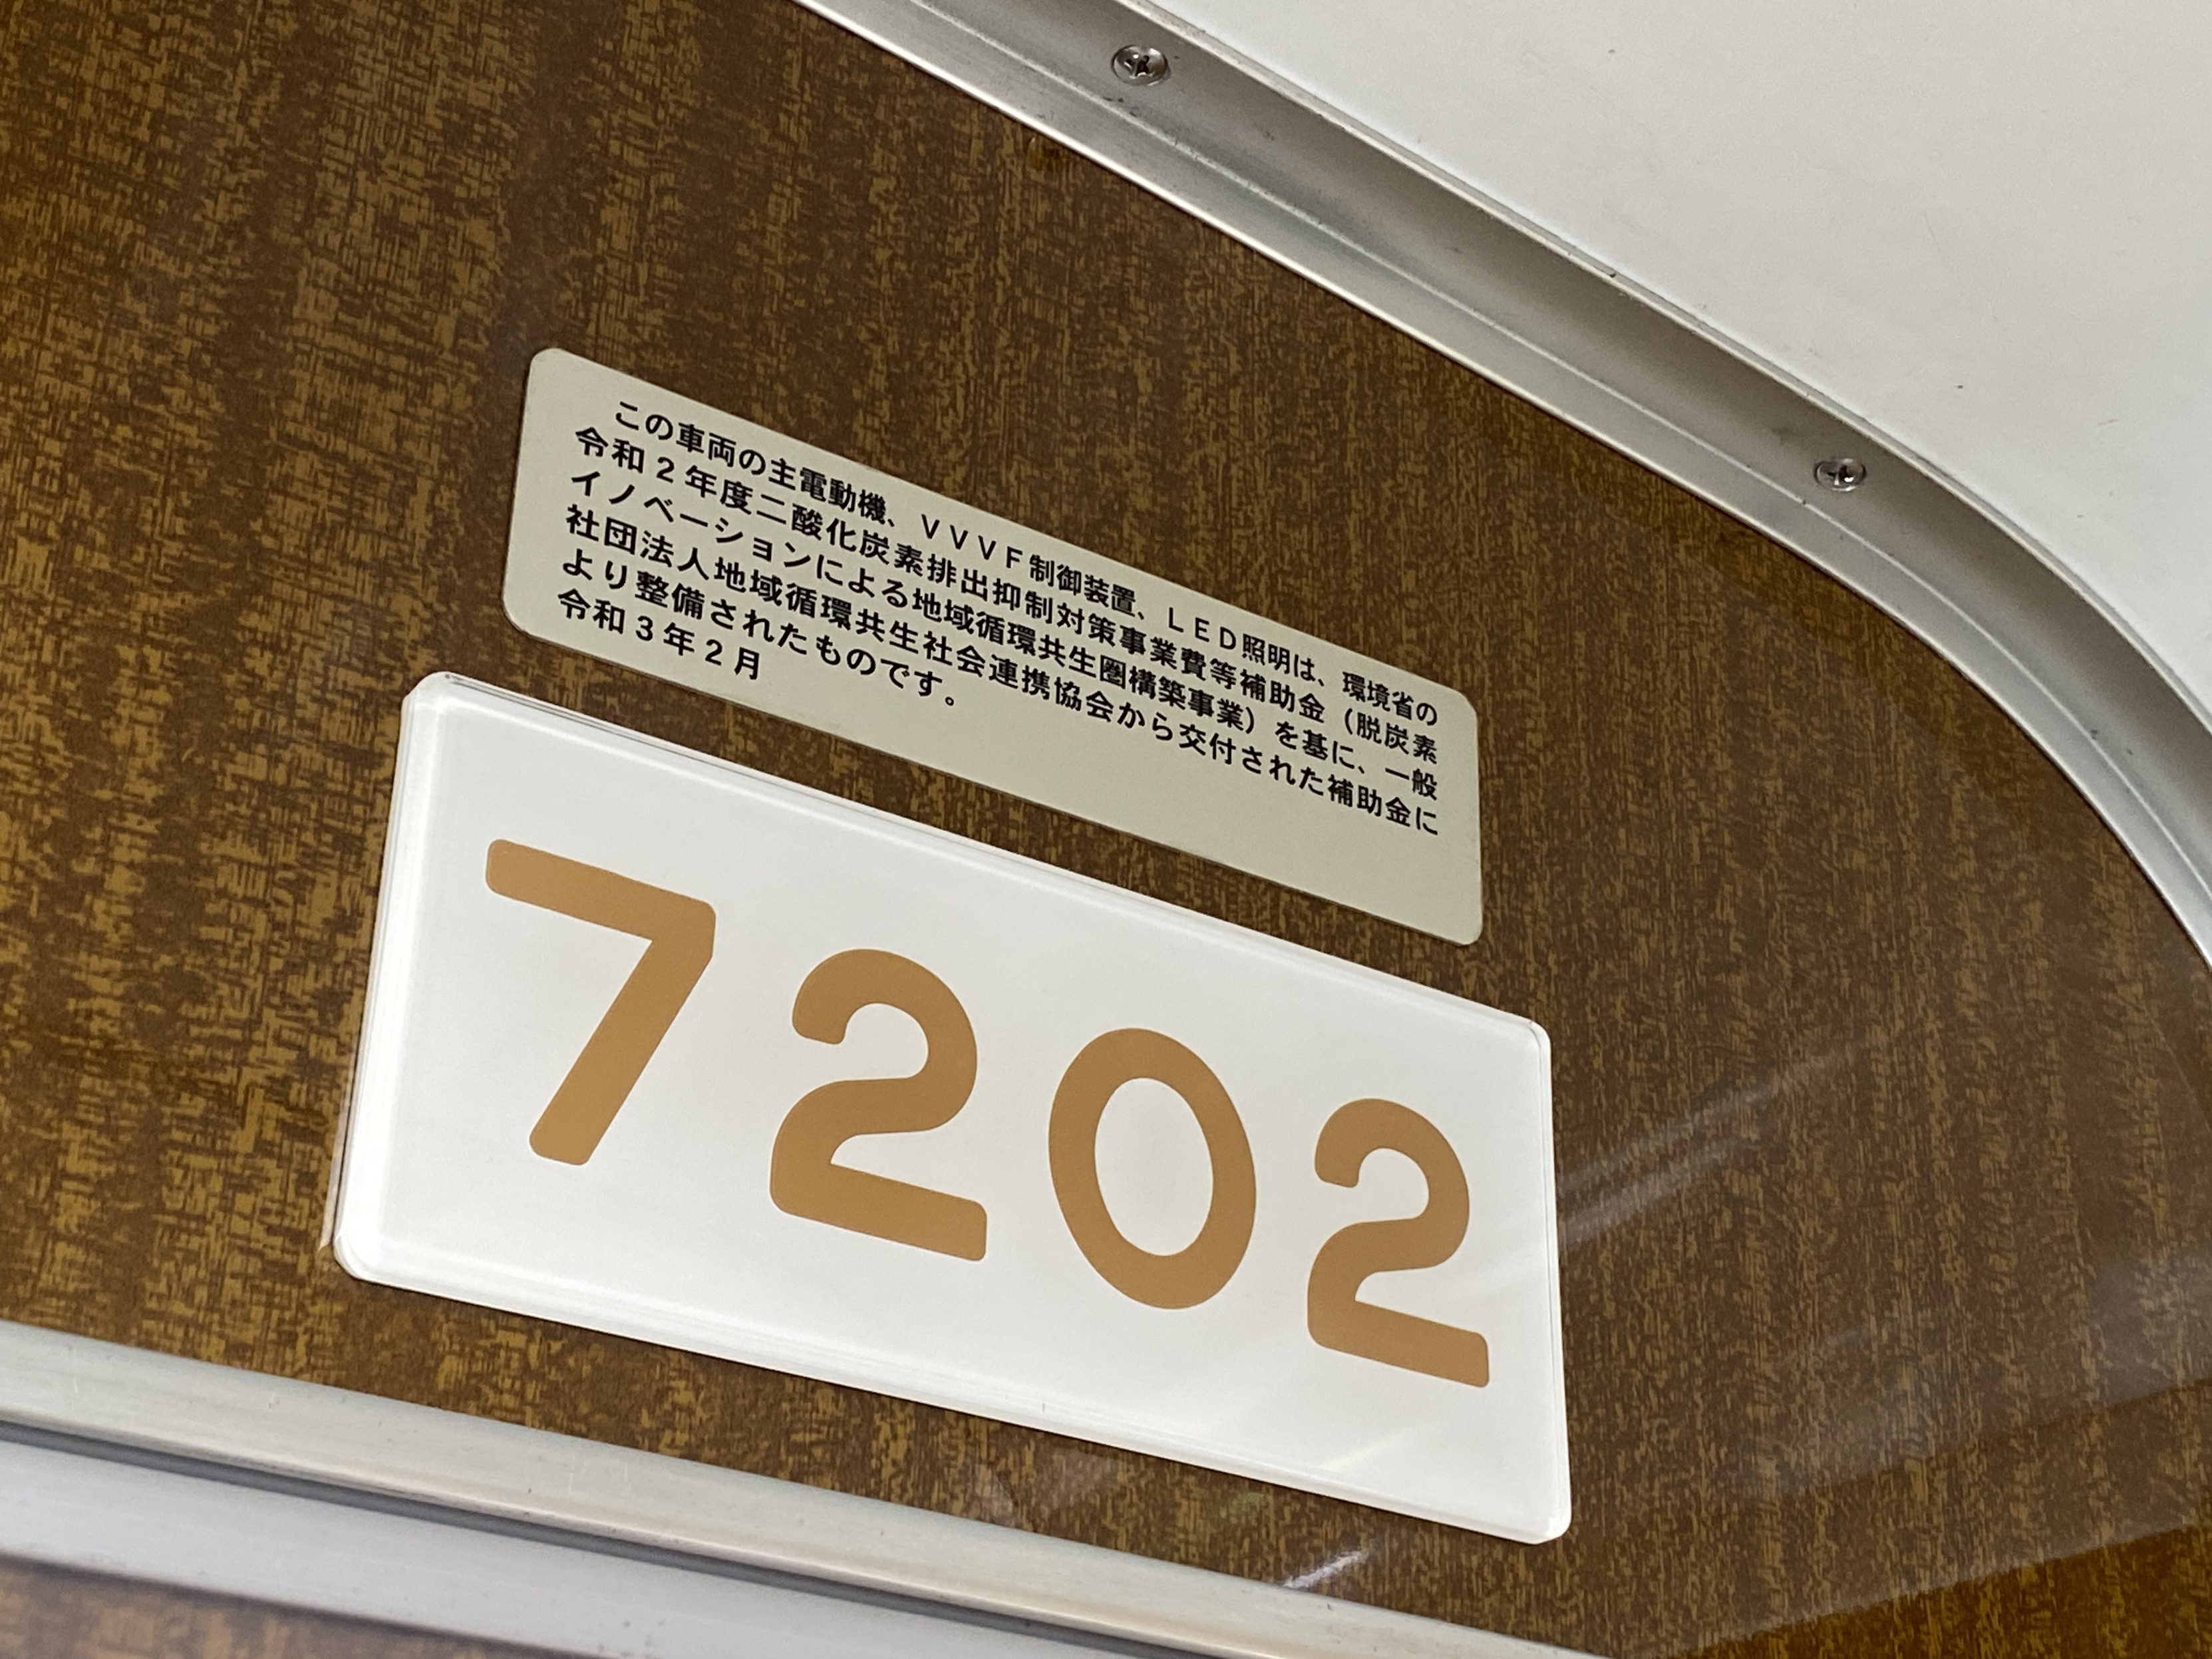 この車両の主電動機、ＶＶＶＦ制御装置、ＬＥＤ照明は、環境省の
令和２年度二酸化炭素排出抑制対策事業費等補助金（脱炭素
イノベーションによる地域循環共生圏構築事業）を基に、一般
社団法人地域循環共生社会連携協会から交付された補助金に
より整備されたものです。
令和３年２月
7202